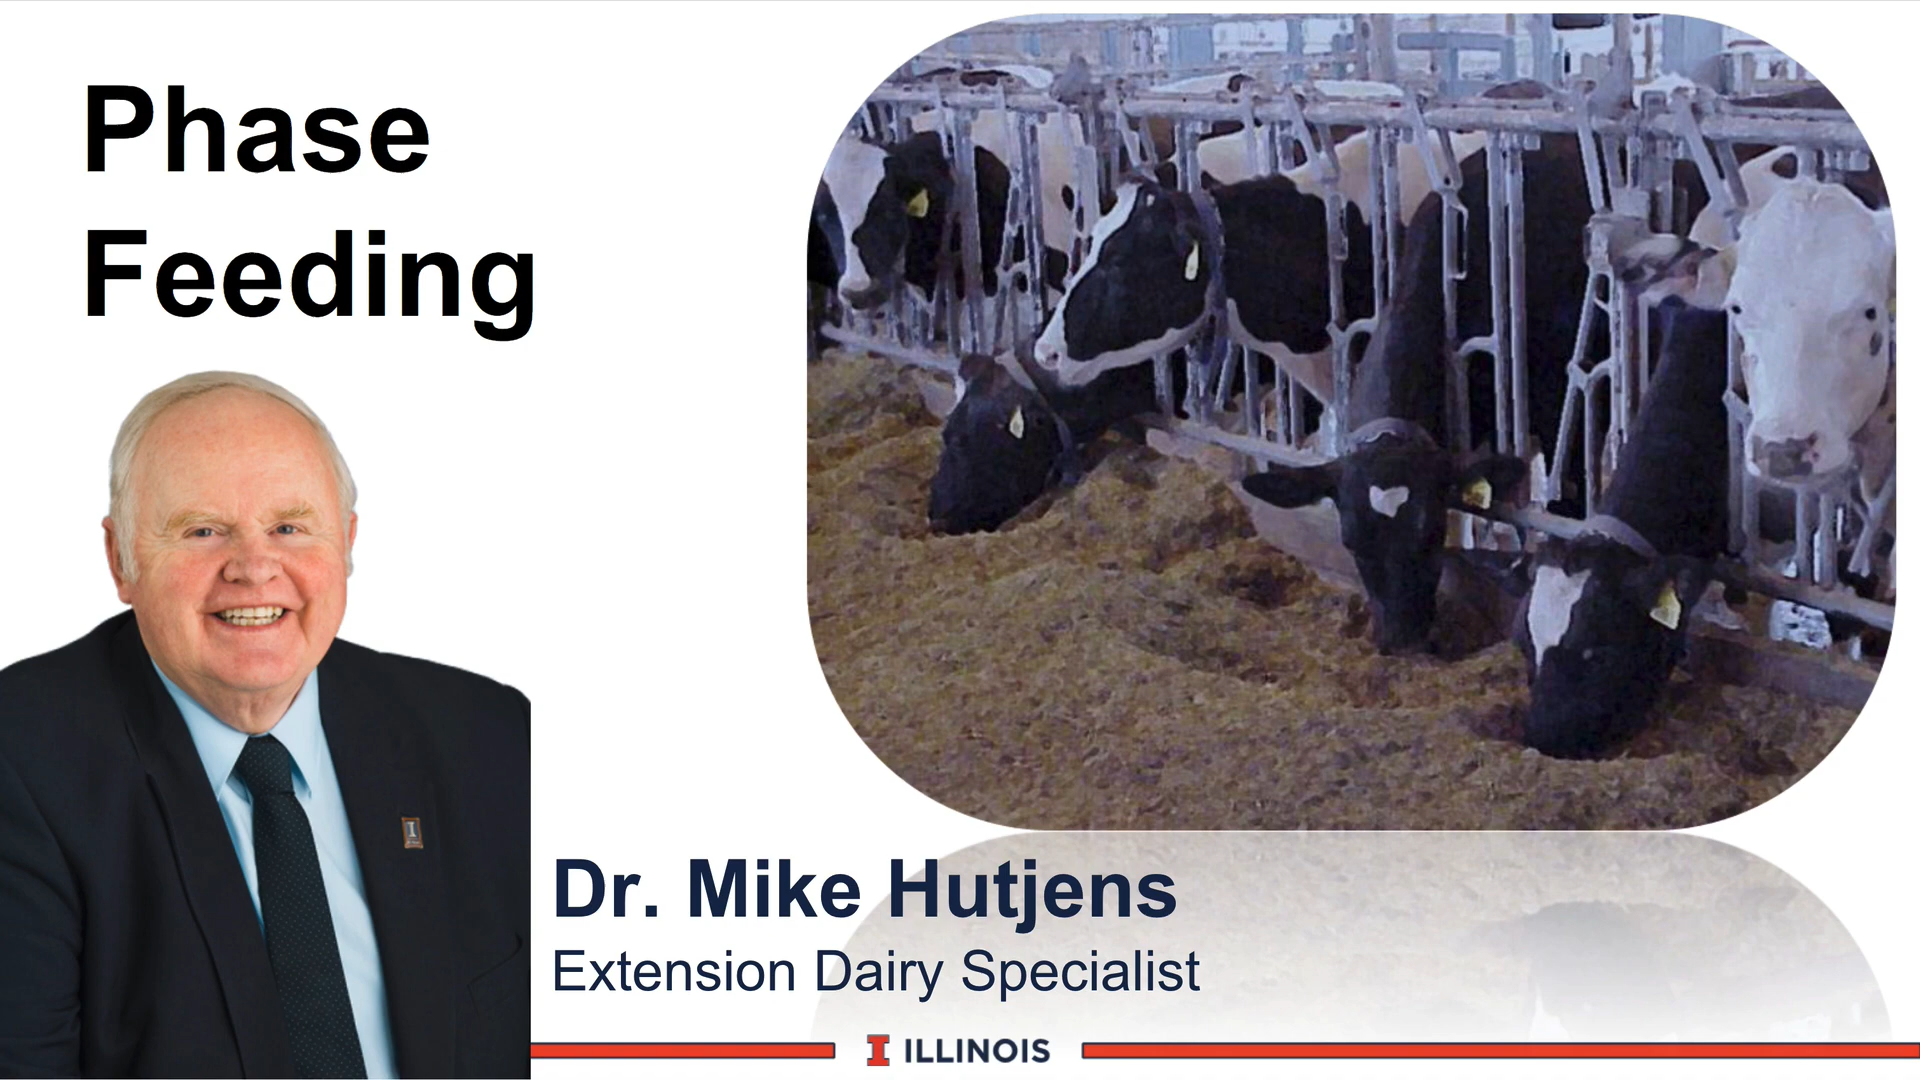 Phase
Feeding
Dr. Mike Hutjens
Extension Dairy Specialist
I ILLINOIS